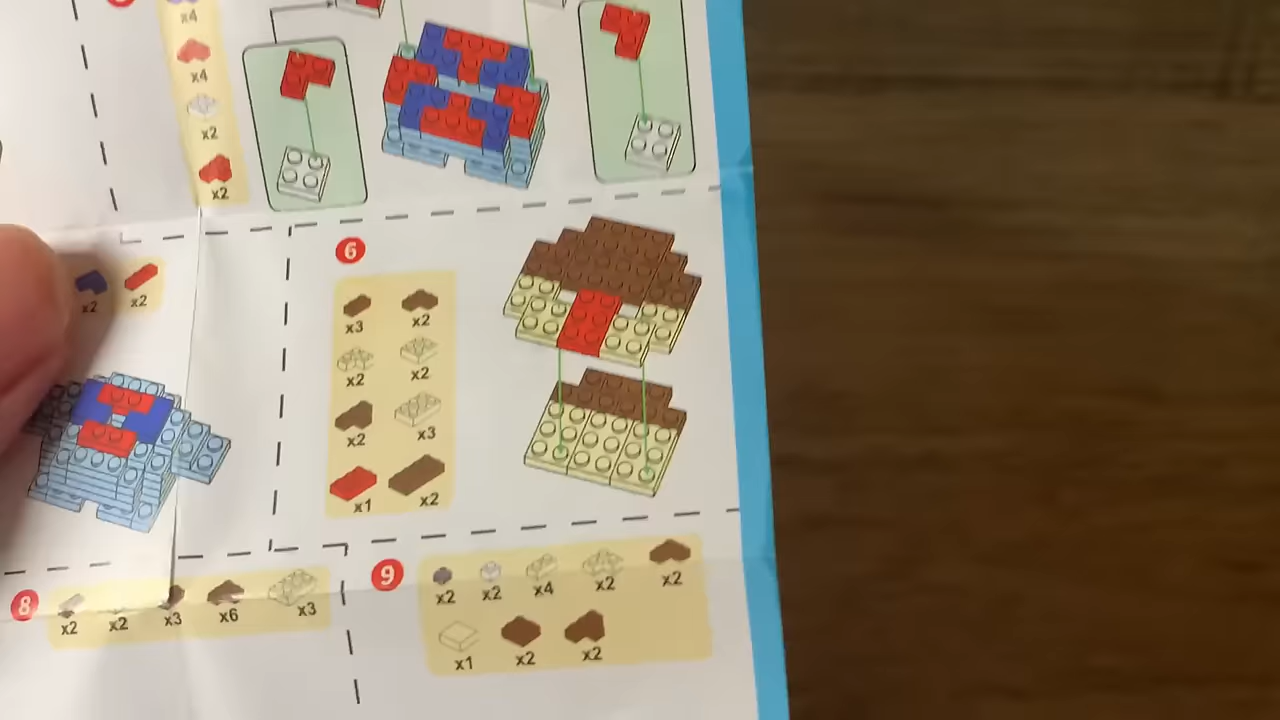 x4
x4
x2
x2
x2 x2
6
x3 x2
x2 x2
x2 x3
x1 x2
8
x2 x2 x3 x6 x3
9
x2 x2 x4 x2 x2
x1 x2 x2